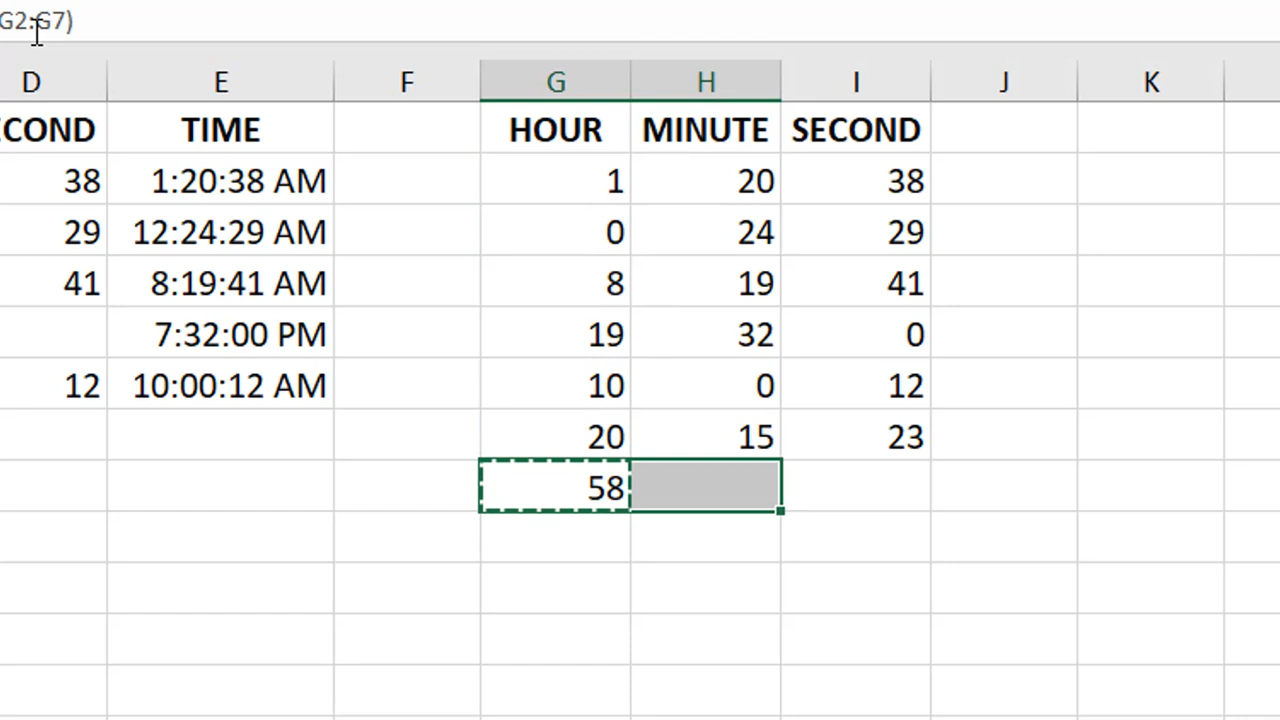 G2:G7)
D E F G H I J K
ECOND TIME HOUR MINUTE SECOND
38 1:20:38 AM 1 20 38
29 12:24:29 AM 0 24 29
41 8:19:41 AM 8 19 41
7:32:00 PM 19 32 0
12 10:00:12 AM 10 0 12
20 15 23
58